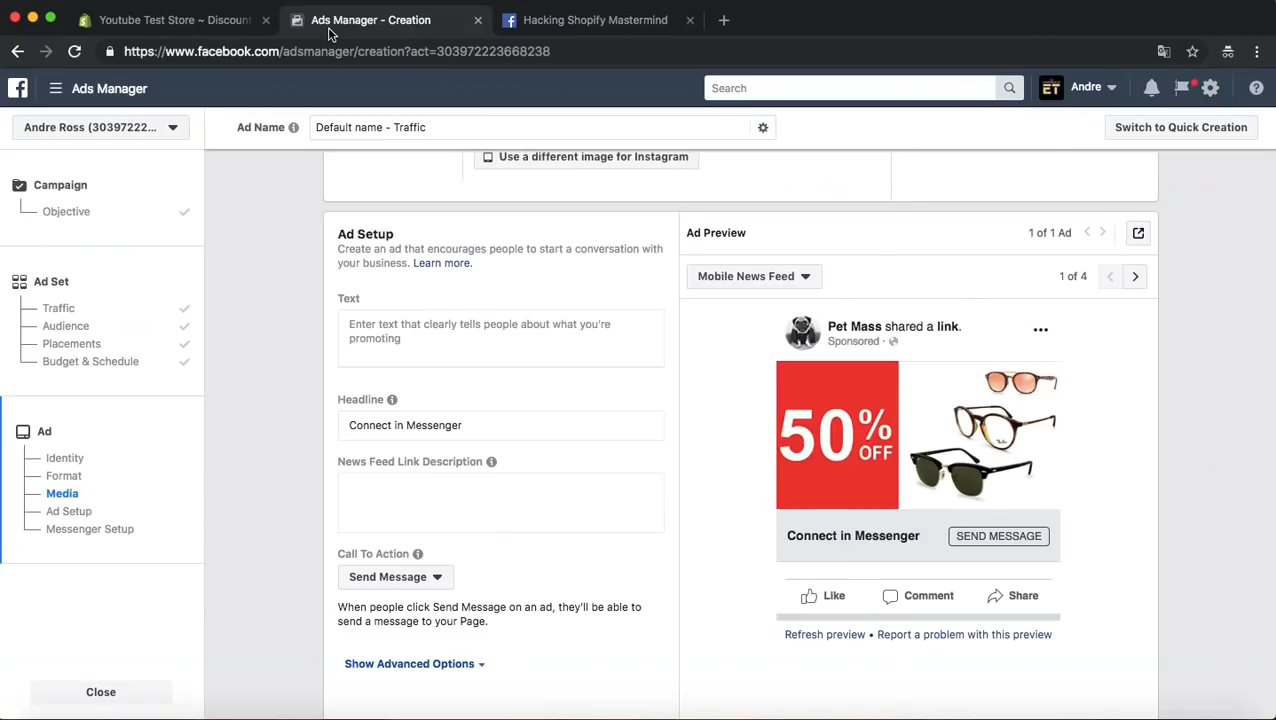 Youtube Test Store ~ Discount
Ads Manager - Creation
Hacking Shopify Mastermind
https://www.facebook.com/adsmanager/creation?act=303972223668238
Ads Manager
Search
Andre
Andre Ross (30397222...
Ad Name
Default name - Traffic
Switch to Quick Creation
Campaign
Objective
Ad Set
Traffic
Audience
Placements
Budget & Schedule
Ad
Identity
Format
Media
Ad Setup
Messenger Setup
Close
Use a different image for Instagram
Ad Setup
Create an ad that encourages people to start a conversation with
your business. Learn more.
Text
Enter text that clearly tells people about what you're
promoting
Headline
Connect in Messenger
News Feed Link Description
Call To Action
Send Message
When people click Send Message on an ad, they'll be able to
send a message to your Page.
Show Advanced Options
Ad Preview
1 of 1 Ad
Mobile News Feed
1 of 4
Pet Mass shared a link.
Sponsored ·
50%
OFF
Connect in Messenger
SEND MESSAGE
Like
Comment
Share
Refresh preview • Report a problem with this preview